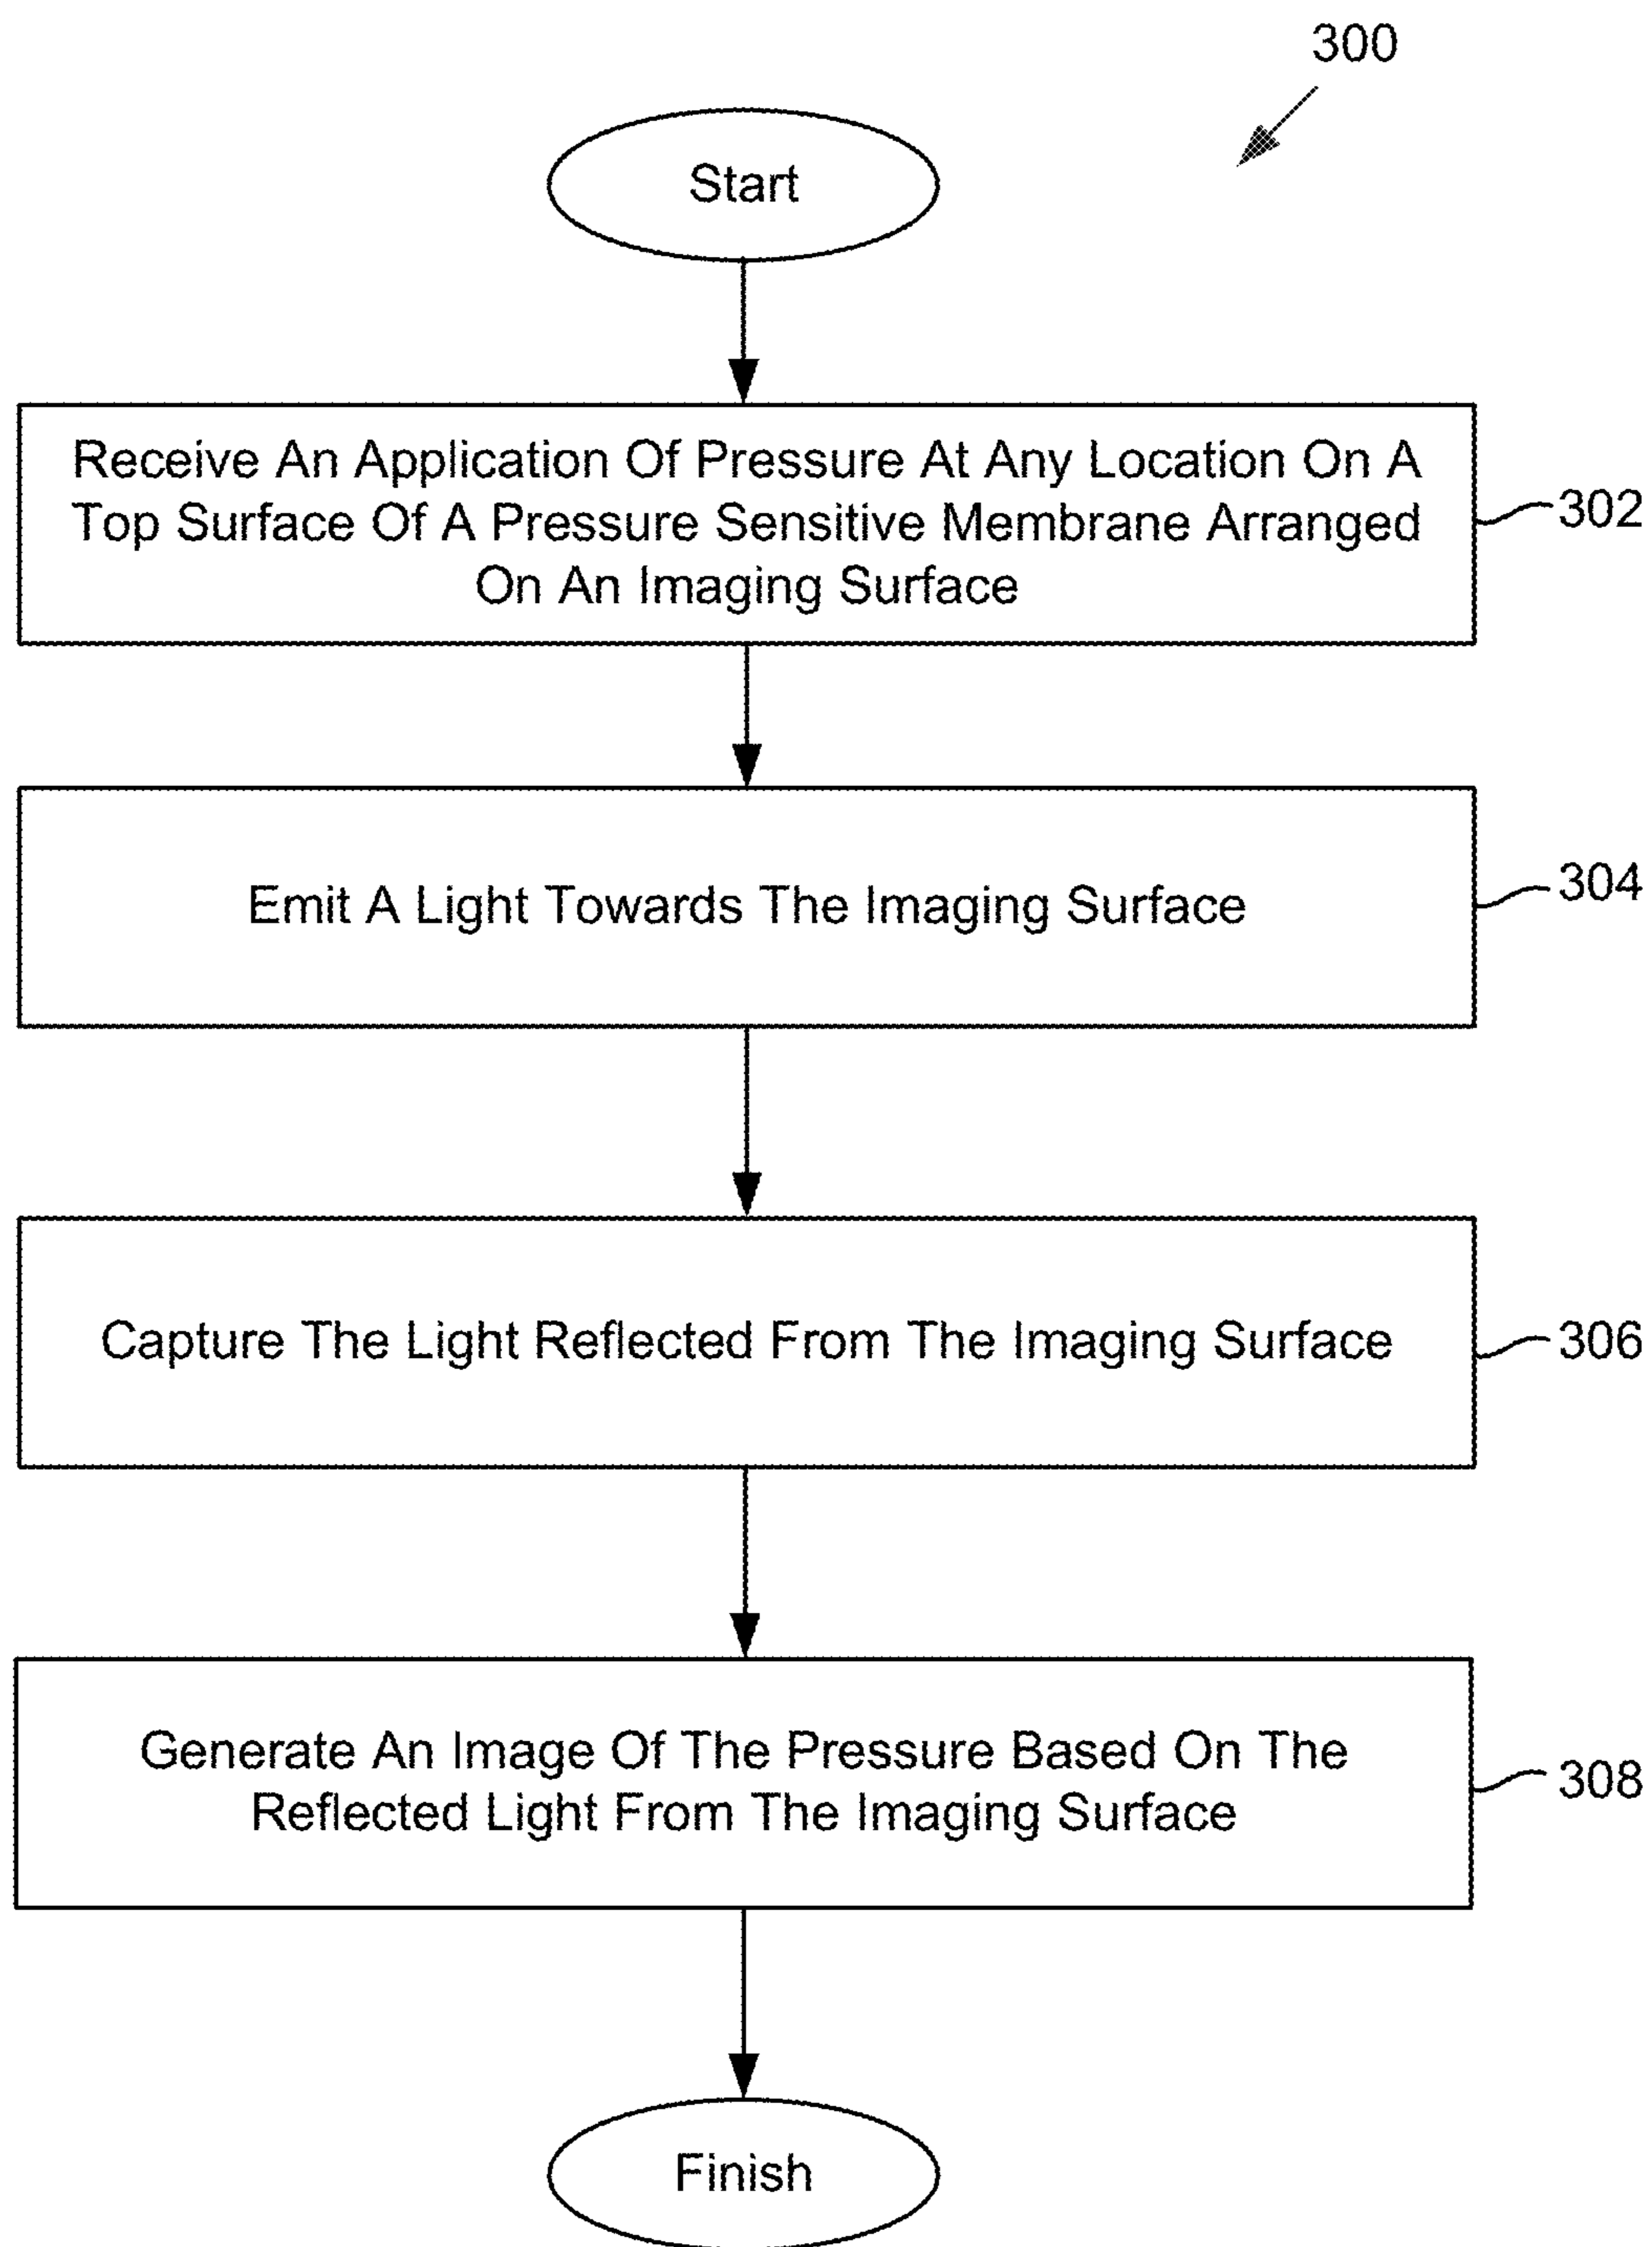 300
Start
Receive An Application Of Pressure At Any Location On A
Top Surface Of A Pressure Sensitive Membrane Arranged
On An Imaging Surface
302
Emit A Light Towards The Imaging Surface
304
Capture The Light Reflected From The Imaging Surface
306
Generate An Image Of The Pressure Based On The
Reflected Light From The Imaging Surface
308
Finish